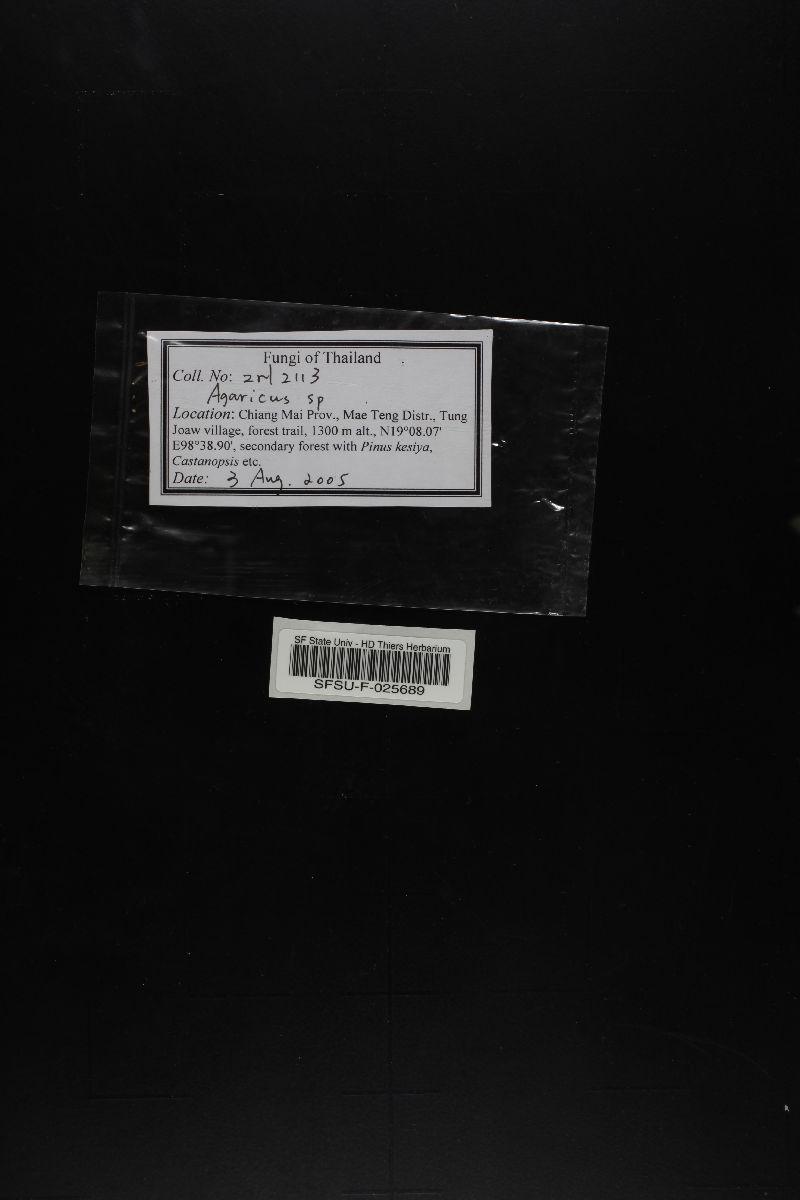 Fungi of Thailand
Coll. No: zrl 2113
Agaricus sp
Location: Chiang Mai Prov., Mae Teng Distr., Tung
Joaw village, forest trail, 1300 m alt., N19°08.07'
E98°38.90', secondary forest with Pinus kesiya,
Castanopsis etc.
Date: 3 Aug. 2005
SF State Univ - HD Thiers Herbarium
SFSU-F-025689